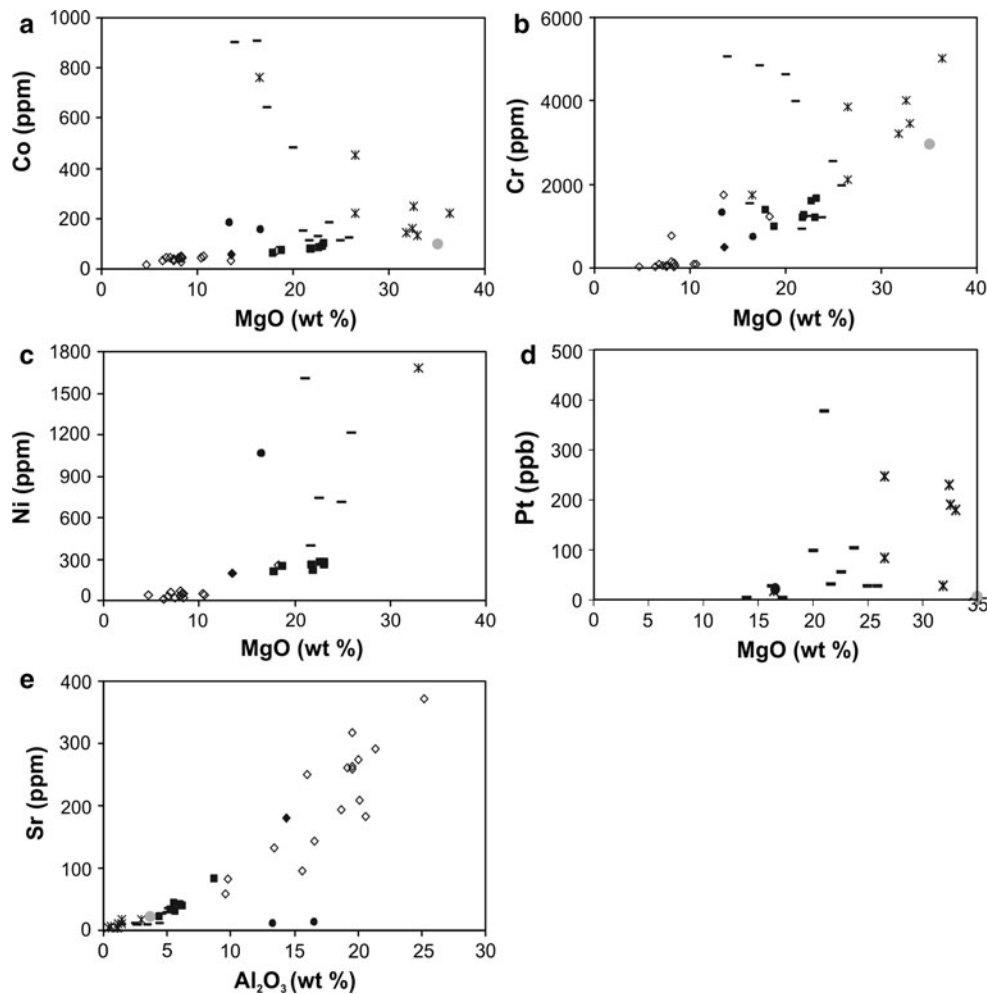 a
1000
800
600
400
200
0
Co (ppm)
0 10 20 30 40
MgO (wt %)
b
6000
4000
2000
0
Cr (ppm)
0 10 20 30 40
MgO (wt %)
c
1800
1500
1200
900
600
300
0
Ni (ppm)
0 10 20 30 40
MgO (wt %)
d
500
400
300
200
100
0
Pt (ppb)
0 5 10 15 20 25 30 35
MgO (wt %)
e
400
300
200
100
0
Sr (ppm)
0 5 10 15 20 25 30
Al₂O₃ (wt %)